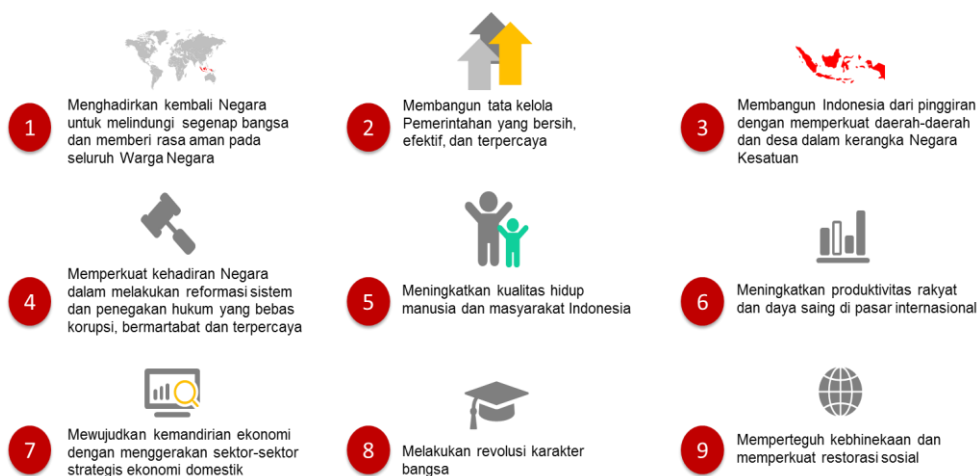 1
Menghadirkan kembali Negara
untuk melindungi segenap bangsa
dan memberi rasa aman pada
seluruh Warga Negara
2
Membangun tata kelola
Pemerintahan yang bersih,
efektif, dan terpercaya
3
Membangun Indonesia dari pinggiran
dengan memperkuat daerah-daerah
dan desa dalam kerangka Negara
Kesatuan
4
Memperkuat kehadiran Negara
dalam melakukan reformasi sistem
dan penegakan hukum yang bebas
korupsi, bermartabat dan terpercaya
5
Meningkatkan kualitas hidup
manusia dan masyarakat Indonesia
6
Meningkatkan produktivitas rakyat
dan daya saing di pasar internasional
7
Mewujudkan kemandirian ekonomi
dengan menggerakan sektor-sektor
strategis ekonomi domestik
8
Melakukan revolusi karakter
bangsa
9
Memperteguh kebhinekaan dan
memperkuat restorasi sosial